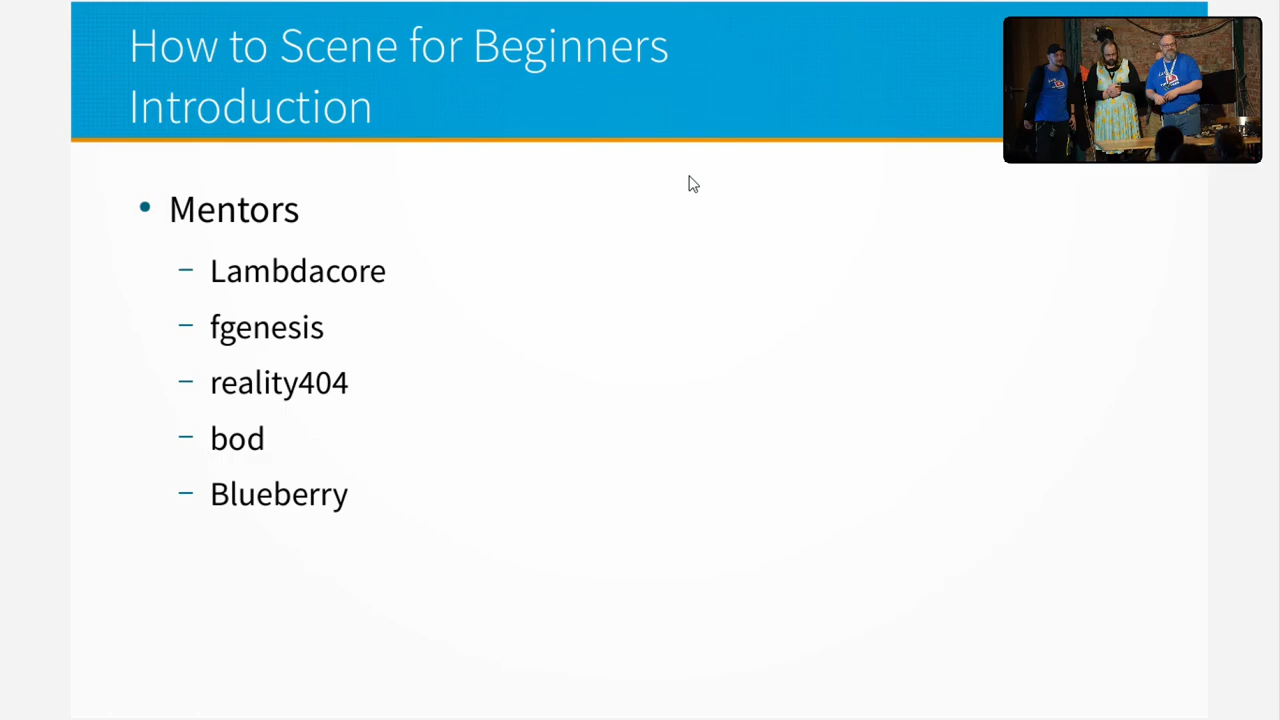 How to Scene for Beginners
Introduction
Mentors
Lambdacore
fgenesis
reality404
bod
Blueberry